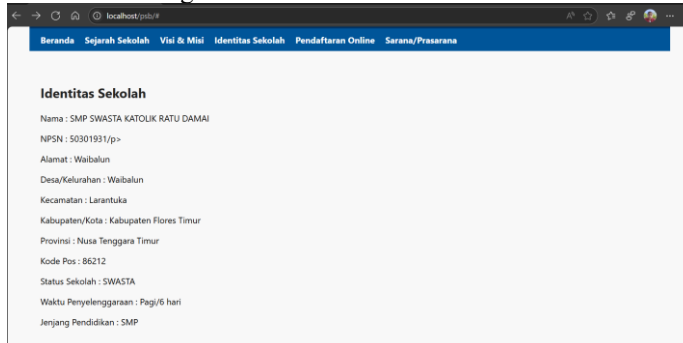 localhost/psb/#
Beranda Sejarah Sekolah Visi & Misi Identitas Sekolah Pendaftaran Online Sarana/Prasarana
Identitas Sekolah
Nama : SMP SWASTA KATOLIK RATU DAMAI
NPSN : 50301931/p>
Alamat : Waibalun
Desa/Kelurahan : Waibalun
Kecamatan : Larantuka
Kabupaten/Kota : Kabupaten Flores Timur
Provinsi : Nusa Tenggara Timur
Kode Pos : 86212
Status Sekolah : SWASTA
Waktu Penyelenggaraan : Pagi/6 hari
Jenjang Pendidikan : SMP